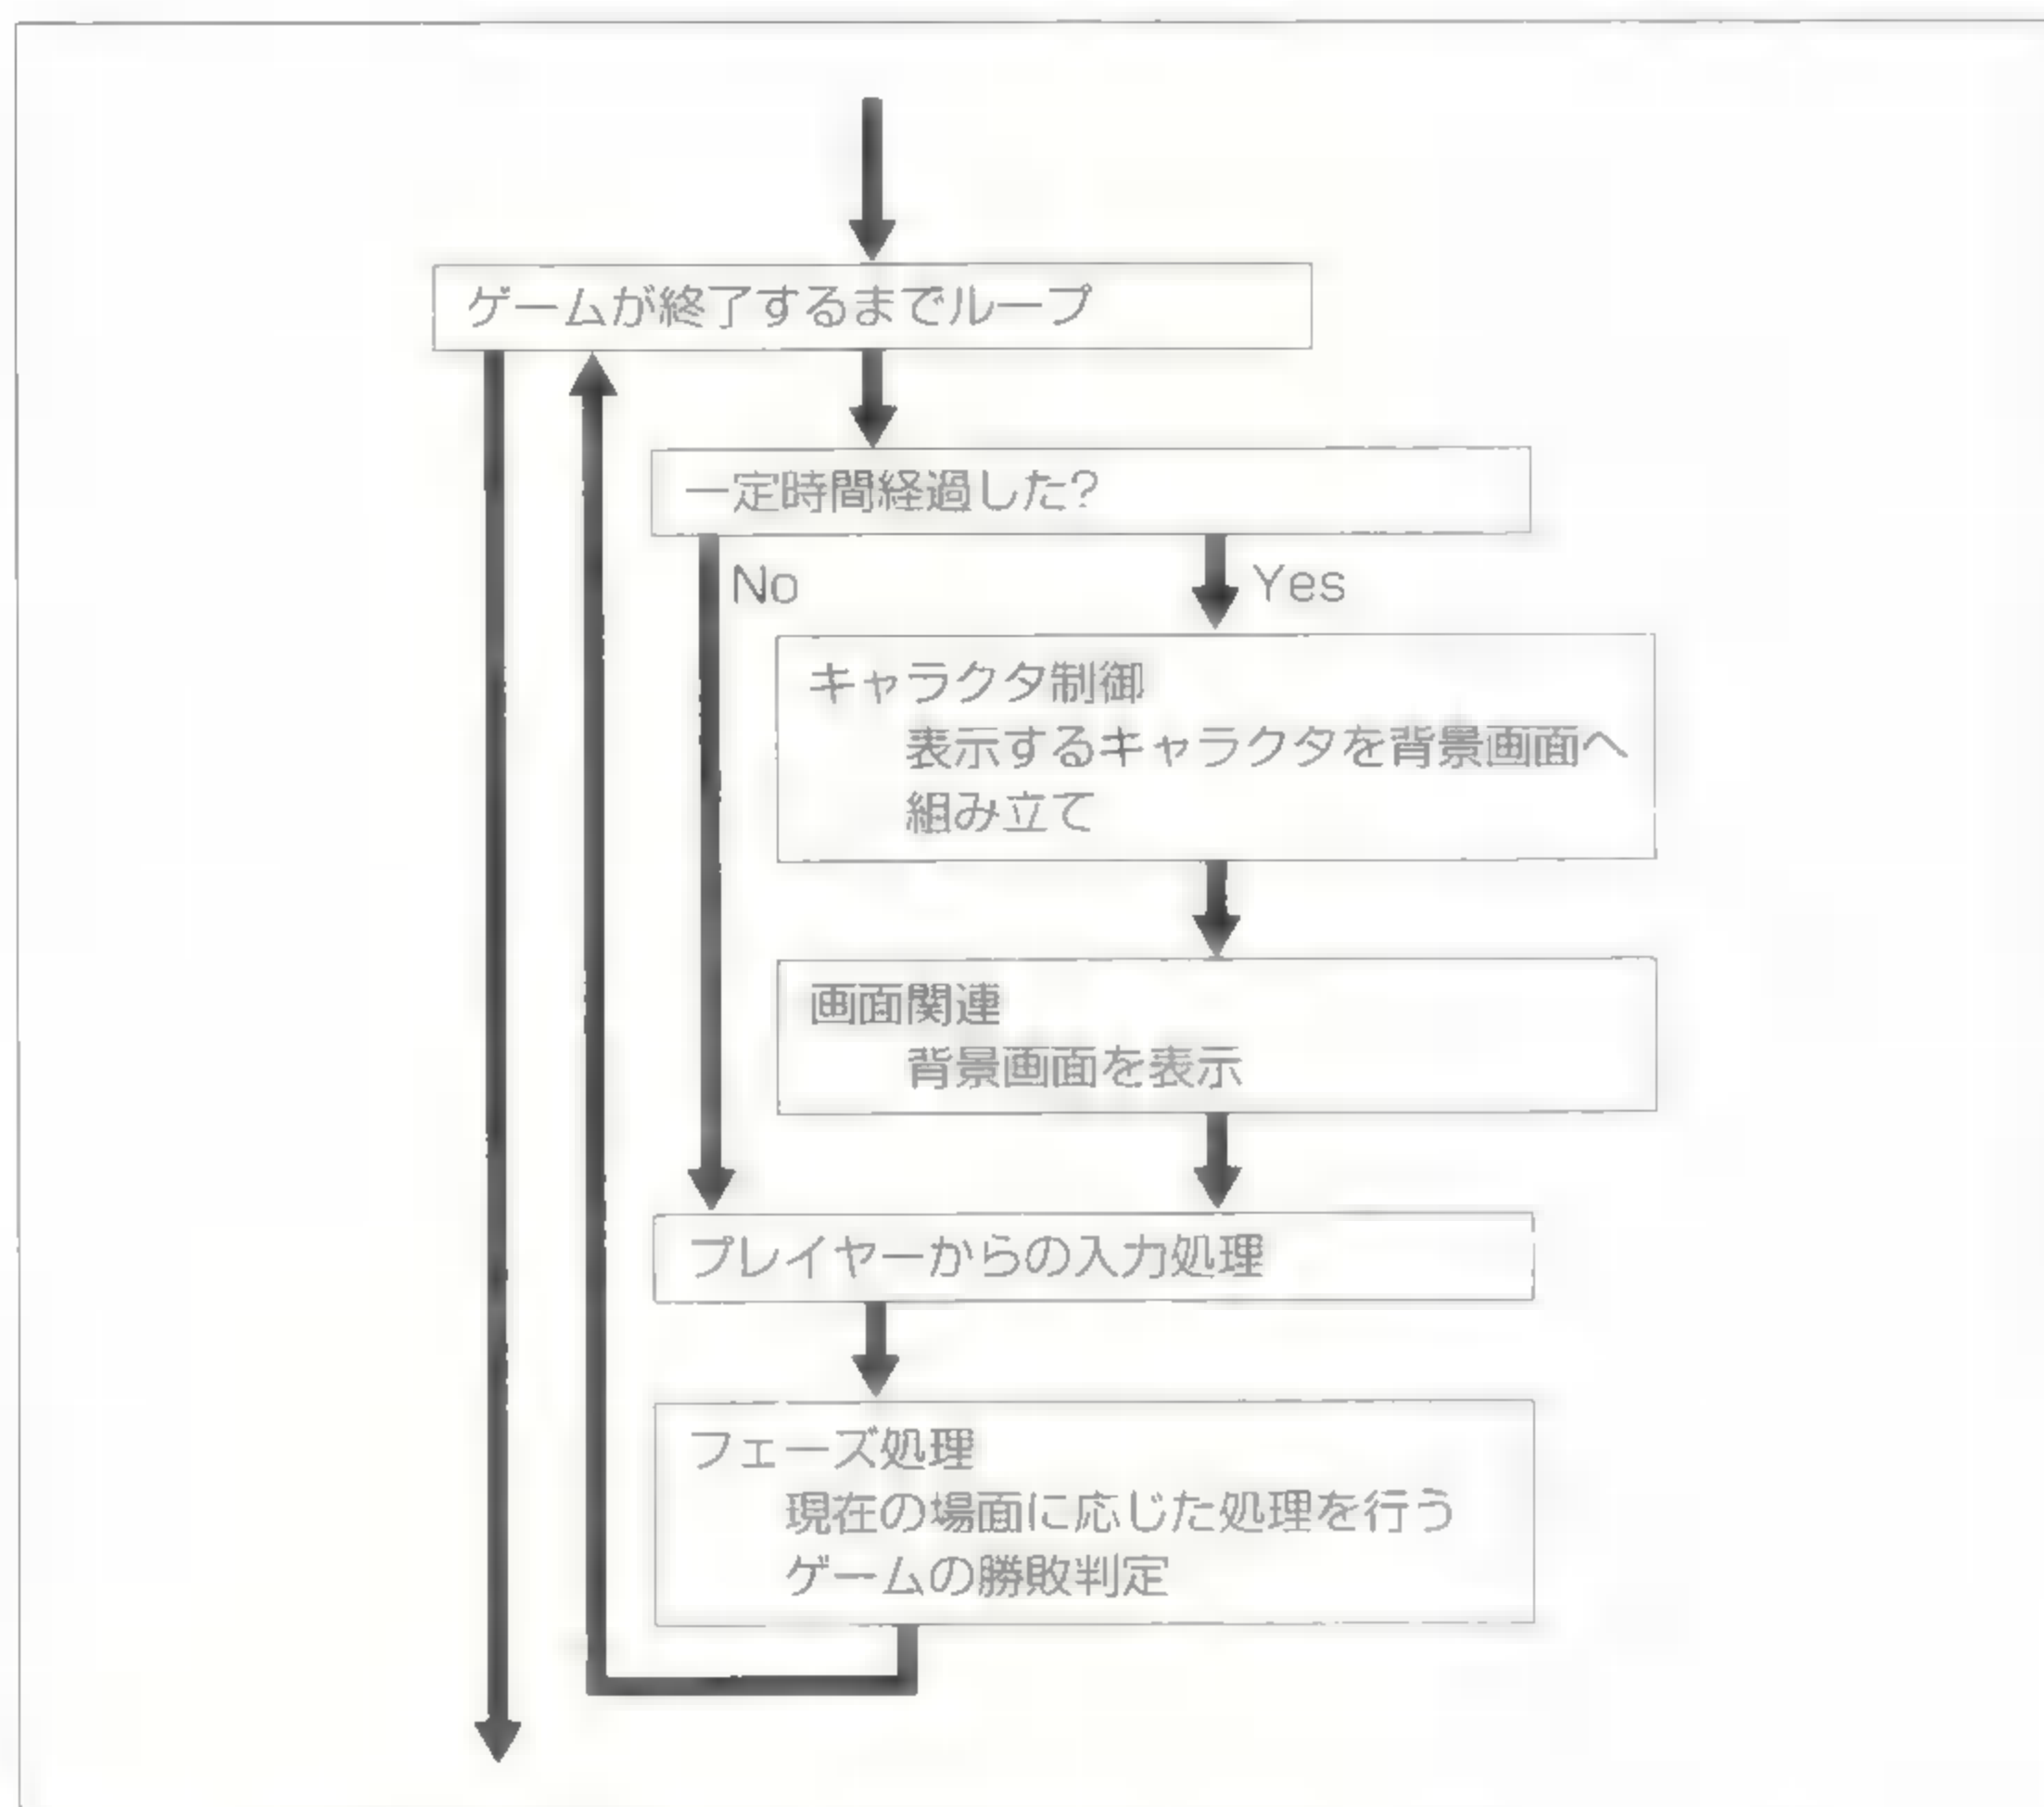 ゲームが終了するまでループ
一定時間経過した?
No
Yes
キャラクタ制御
表示するキャラクタを背景画面へ
組み立て
画面関連
背景画面を表示
プレイヤーからの入力処理
フェーズ処理
現在の場面に応じた処理を行う
ゲームの勝敗判定